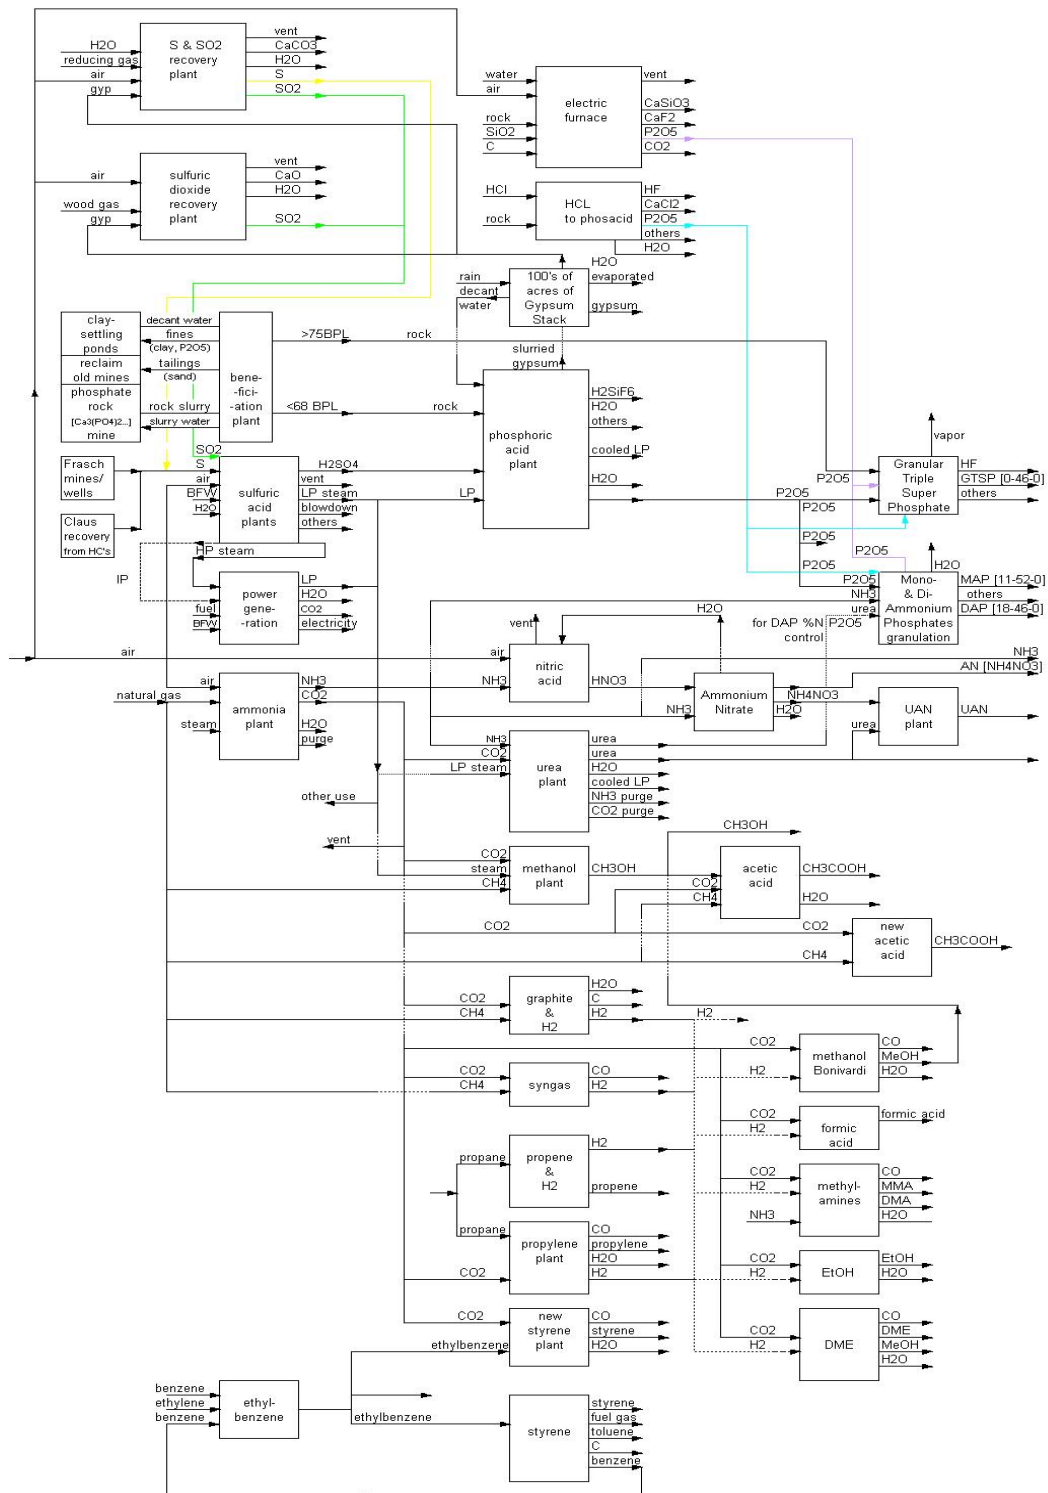 vent
H2O
S & SO2
CaCO3
reducing gas
recovery
H2O
air
plant
S
gyp
SO2
water
vent
air
electric
furnace
CaSiO3
rock
CaF2
SiO2
P2O5
C
CO2
vent
sulfuric
CaO
air
dioxide
H2O
recovery
wood gas
plant
gyp
SO2
HCl
HF
HCL
CaCl2
rock
to phosacid
P2O5
others
H2O
H2O
rain
100's of
evaporated
decant
acres of
water
Gypsum
gypsum
Stack
slurried
gypsum
clay-
decant water
settling
fines
>75BPL
rock
ponds
(clay, P2O5)
reclaim
tailings
old mines
(sand)
bene-
phosphate
-fici-
rock
rock slurry
-ation
<68 BPL
rock
[Ca3(PO4)2...]
slurry water
plant
mine
H2SiF6
H2O
others
phosphoric
acid
cooled LP
plant
H2O
LP
P2O5
SO2
Frasch
S
H2SO4
mines/
air
vent
wells
BFW
sulfuric
LP steam
H2O
acid
blowdown
Claus
plants
others
recovery
from HC's
HP steam
IP
vapor
Granular
HF
P2O5
Triple
GTSP [0-46-0]
Super
others
P2O5
Phosphate
P2O5
P2O5
P2O5
H2O
LP
P2O5
Mono-
MAP [11-52-0]
power
H2O
NH3
& Di-
others
fuel
gene-
CO2
urea
Ammonium
DAP [18-46-0]
BFW
-ration
electricity
for DAP %N
P2O5
Phosphates
control
granulation
H2O
vent
air
air
nitric
NH3
acid
HNO3
NH3
AN [NH4NO3]
air
NH3
NH3
natural gas
CO2
Ammonium
NH4NO3
UAN
UAN
ammonia
NH3
Nitrate
H2O
plant
steam
plant
H2O
urea
purge
NH3
urea
CO2
urea
LP steam
urea
H2O
plant
cooled LP
NH3 purge
CO2 purge
other use
vent
CH3OH
CO2
steam
methanol
CH3OH
acetic
CH3COOH
CH4
plant
CO2
acid
CH4
H2O
CO2
CO2
new
acetic
CH3COOH
CH4
acid
H2O
CO2
graphite
C
CH4
&
H2
H2
H2
CO2
CO
methanol
MeOH
H2
Bonivardi
H2O
CO2
CO
CH4
syngas
H2
CO2
formic acid
H2
formic
acid
H2
propane
propene
&
H2
propene
CO2
CO
H2
methyl-
MMA
amines
DMA
NH3
H2O
propane
CO
propylene
propylene
plant
H2O
CO2
H2
CO2
EtOH
H2
EtOH
H2O
CO2
new
CO
styrene
styrene
ethylbenzene
plant
H2O
CO
CO2
DME
H2
DME
MeOH
H2O
benzene
ethylene
ethyl-
benzene
benzene
ethylbenzene
styrene
fuel gas
toluene
styrene
C
benzene